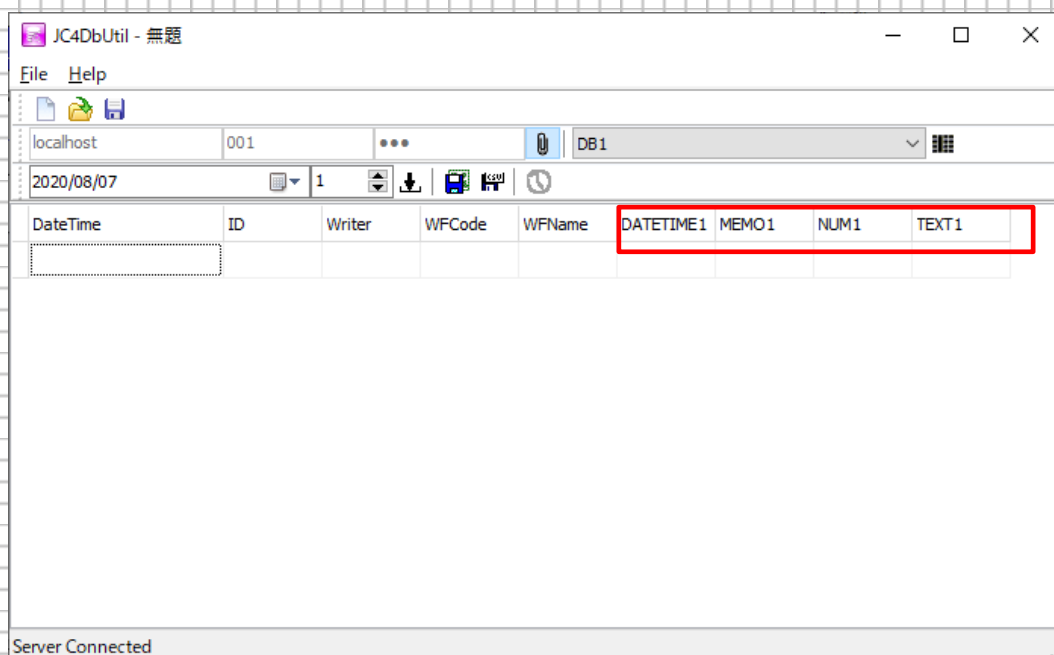 JC4DbUtil - 無題
File Help
localhost 001 ••• DB1
2020/08/07 1 CSV
DateTime ID Writer WFCode WFName DATETIME1 MEMO1 NUM1 TEXT1
Server Connected